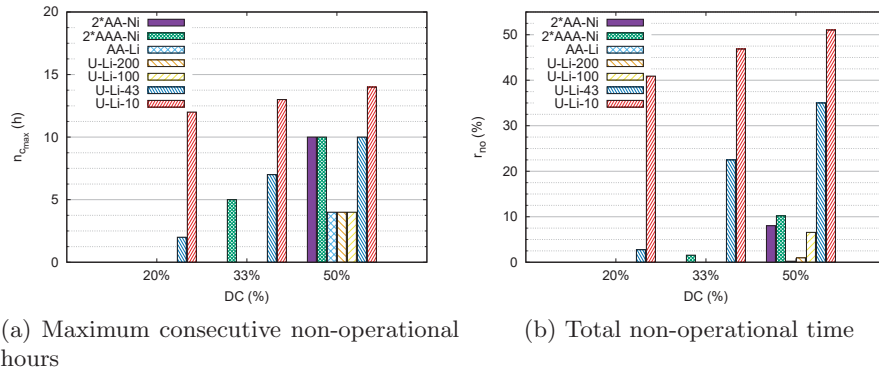 20
15
10
5
0
n_cmax (h)
2*AA-Ni
2*AAA-Ni
AA-Li
U-Li-200
U-Li-100
U-Li-43
U-Li-10
20%
33%
50%
DC (%)
(a) Maximum consecutive non-operational
hours
50
40
30
20
10
0
r_no (%)
2*AA-Ni
2*AAA-Ni
AA-Li
U-Li-200
U-Li-100
U-Li-43
U-Li-10
20%
33%
50%
DC (%)
(b) Total non-operational time